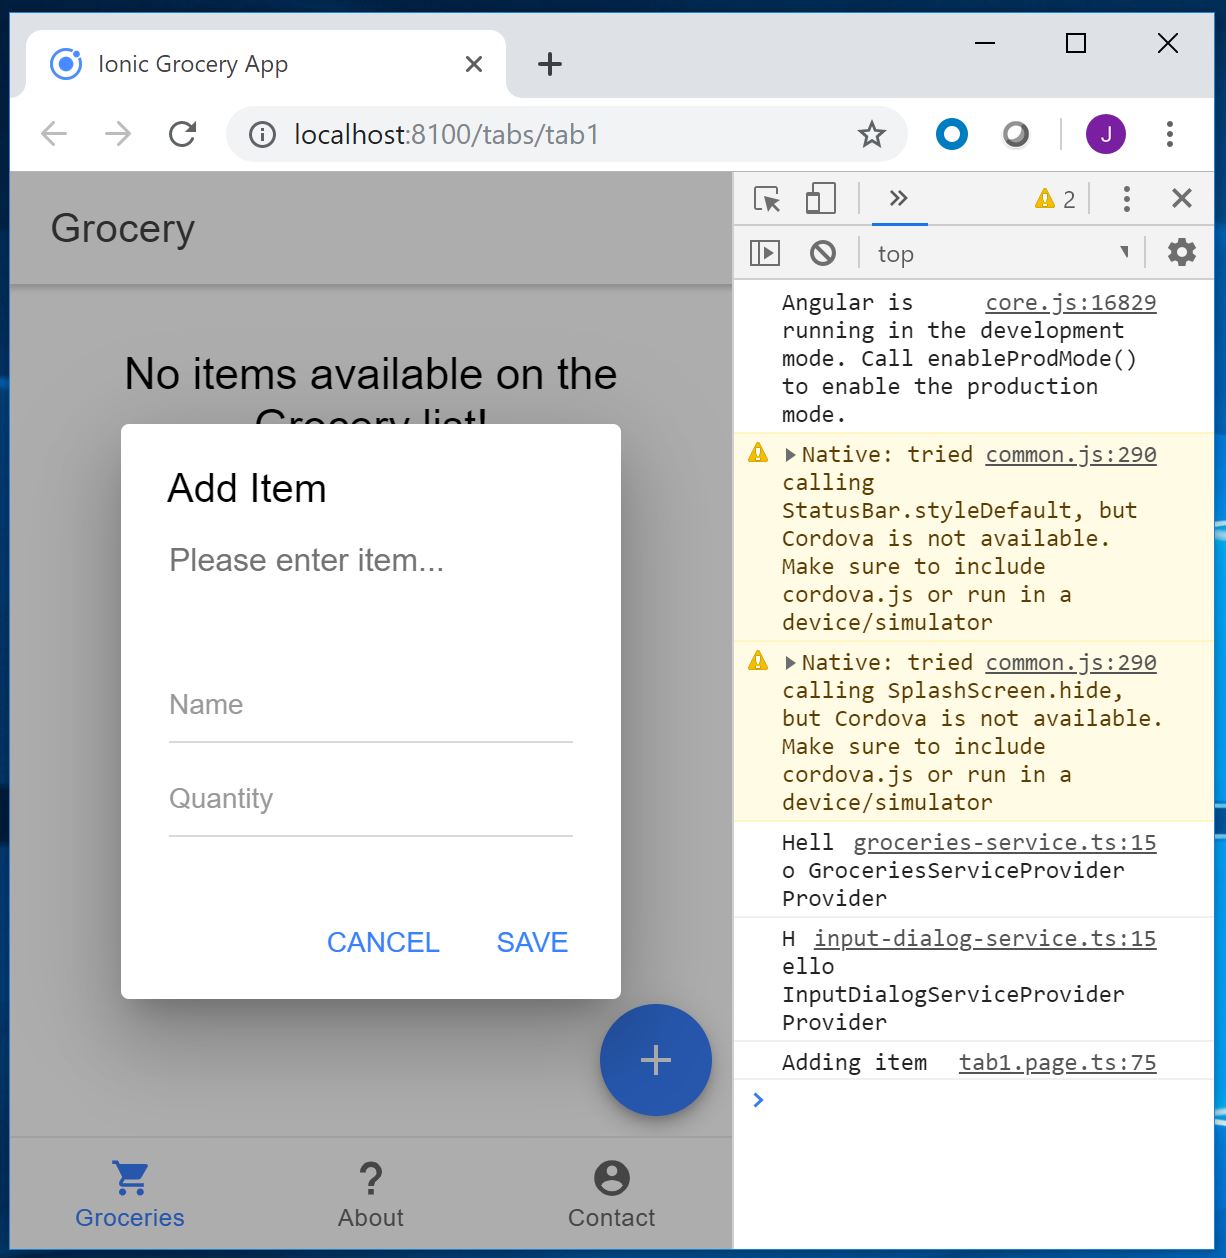 Ionic Grocery App
localhost:8100/tabs/tab1
J
Grocery
No items available on the
Grocery list!
Add Item
Please enter item...
Name
Quantity
CANCEL SAVE
Groceries
About
Contact
2
top
Angular is core.js:16829
running in the development
mode. Call enableProdMode()
to enable the production
mode.
Native: tried common.js:290
calling
StatusBar.styleDefault, but
Cordova is not available.
Make sure to include
cordova.js or run in a
device/simulator
Native: tried common.js:290
calling SplashScreen.hide,
but Cordova is not available.
Make sure to include
cordova.js or run in a
device/simulator
Hell groceries-service.ts:15
o GroceriesServiceProvider
Provider
H input-dialog-service.ts:15
ello
InputDialogServiceProvider
Provider
Adding item tab1.page.ts:75